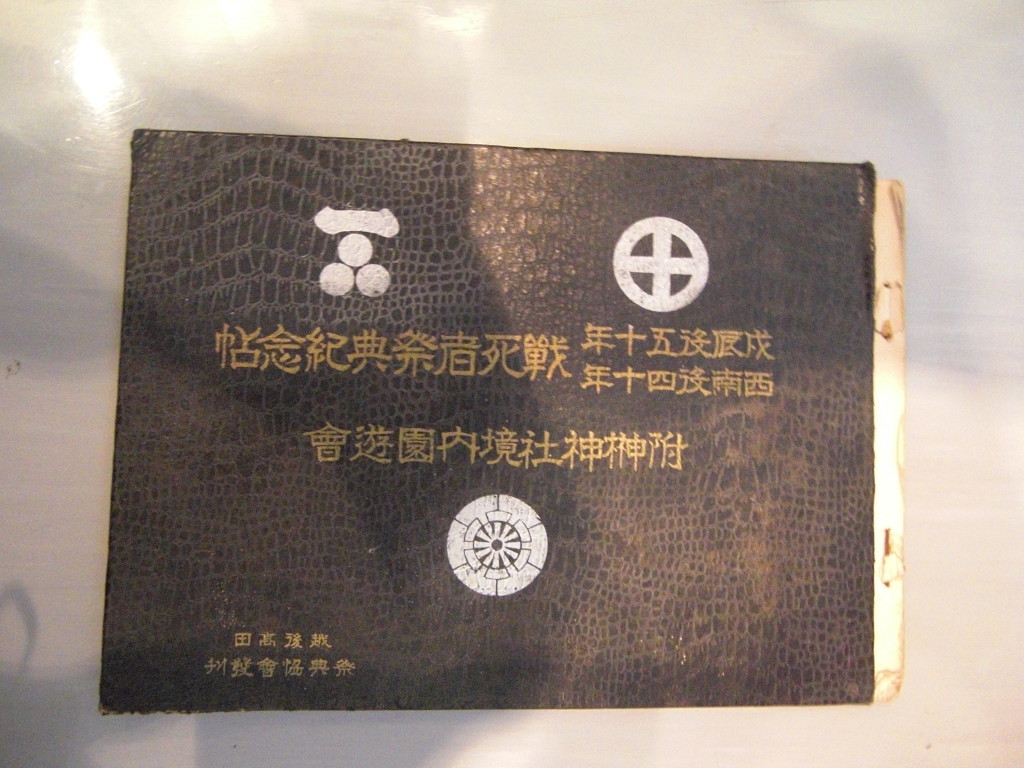 戊辰後五十年
西南後四十年
戰死者祭典紀念帖
附榊神社境内園遊會
越後高田
祭典協會發刋